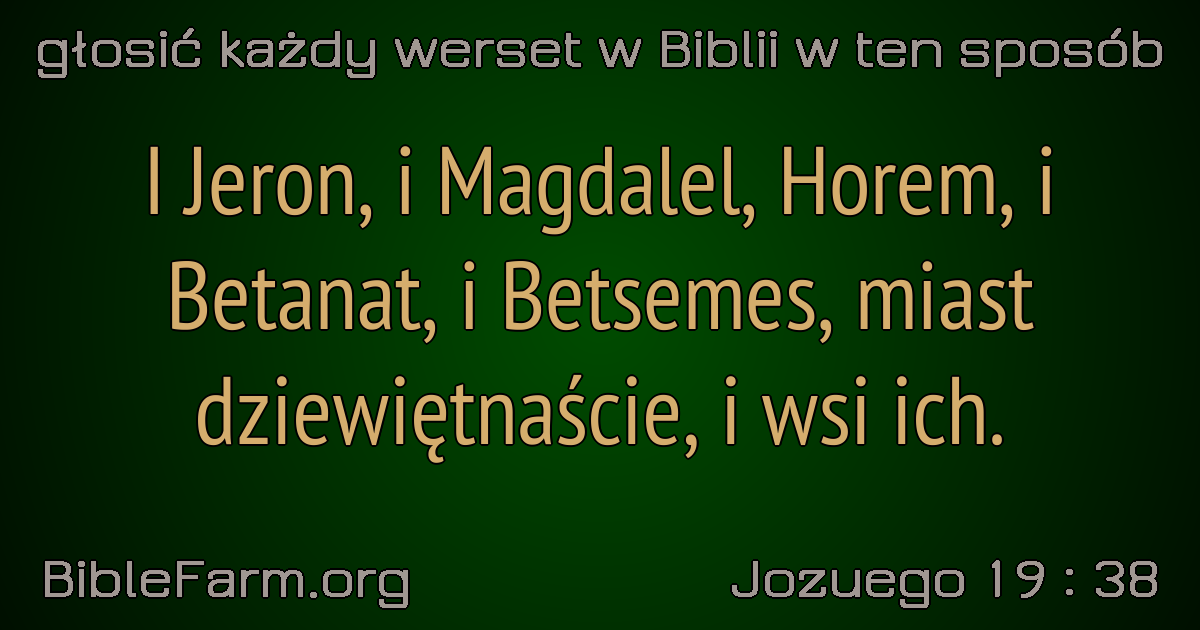 głosić każdy werset w Biblii w ten sposób
I Jeron, i Magdalel, Horem, i
Betanat, i Betsemes, miast
dziewiętnaście, i wsi ich.
BibleFarm.org
Jozuego 19 : 38